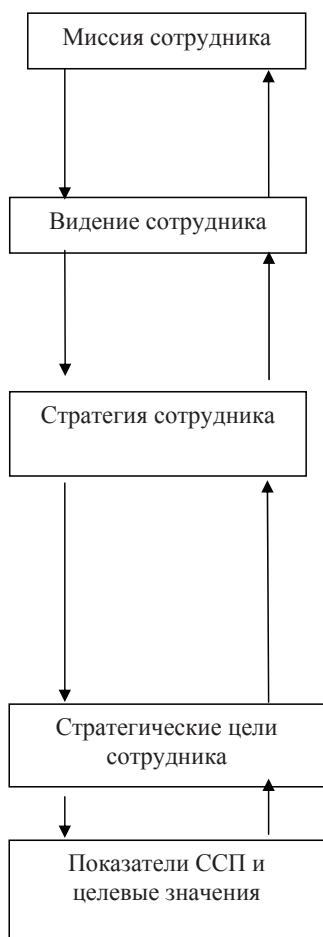 Миссия сотрудника
Видение сотрудника
Стратегия сотрудника
Стратегические цели
сотрудника
Показатели ССП и
целевые значения